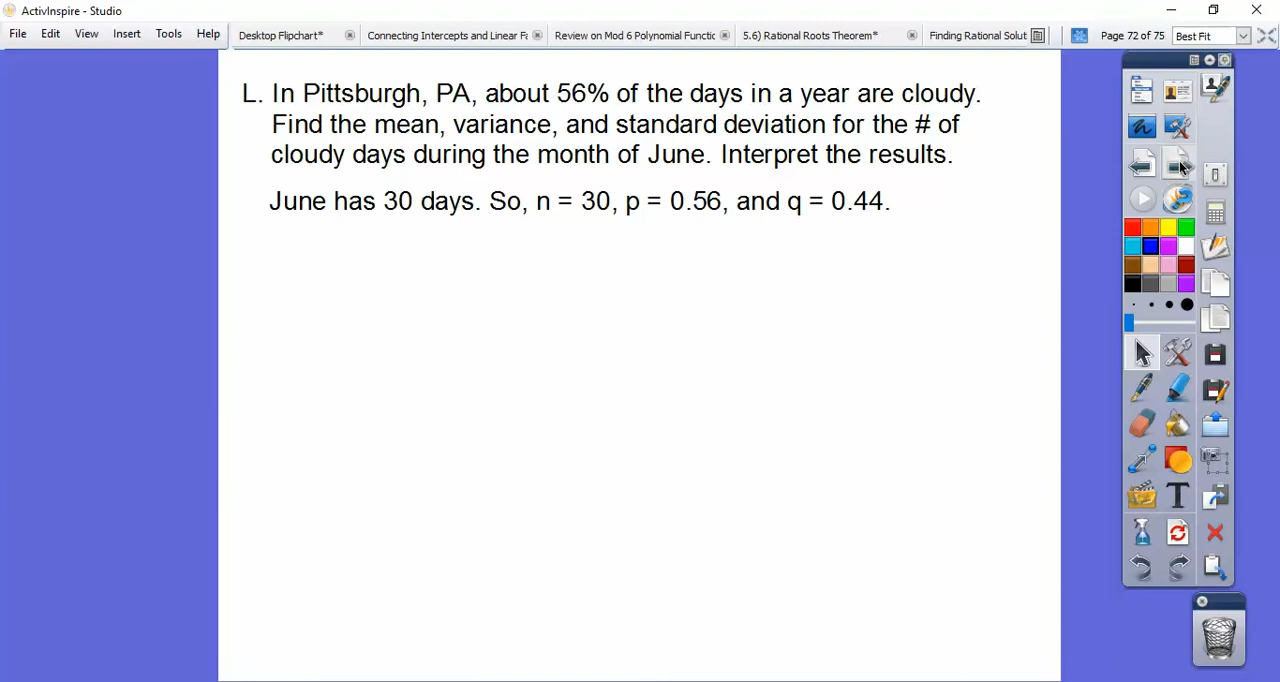 ActivInspire - Studio
File Edit View Insert Tools Help
Desktop Flipchart* Connecting Intercepts and Linear Fa Review on Mod 6 Polynomial Functic 5.6) Rational Roots Theorem* Finding Rational Solut Page 72 of 75 Best Fit
L. In Pittsburgh, PA, about 56% of the days in a year are cloudy.
Find the mean, variance, and standard deviation for the # of
cloudy days during the month of June. Interpret the results.
June has 30 days. So, n = 30, p = 0.56, and q = 0.44.
T